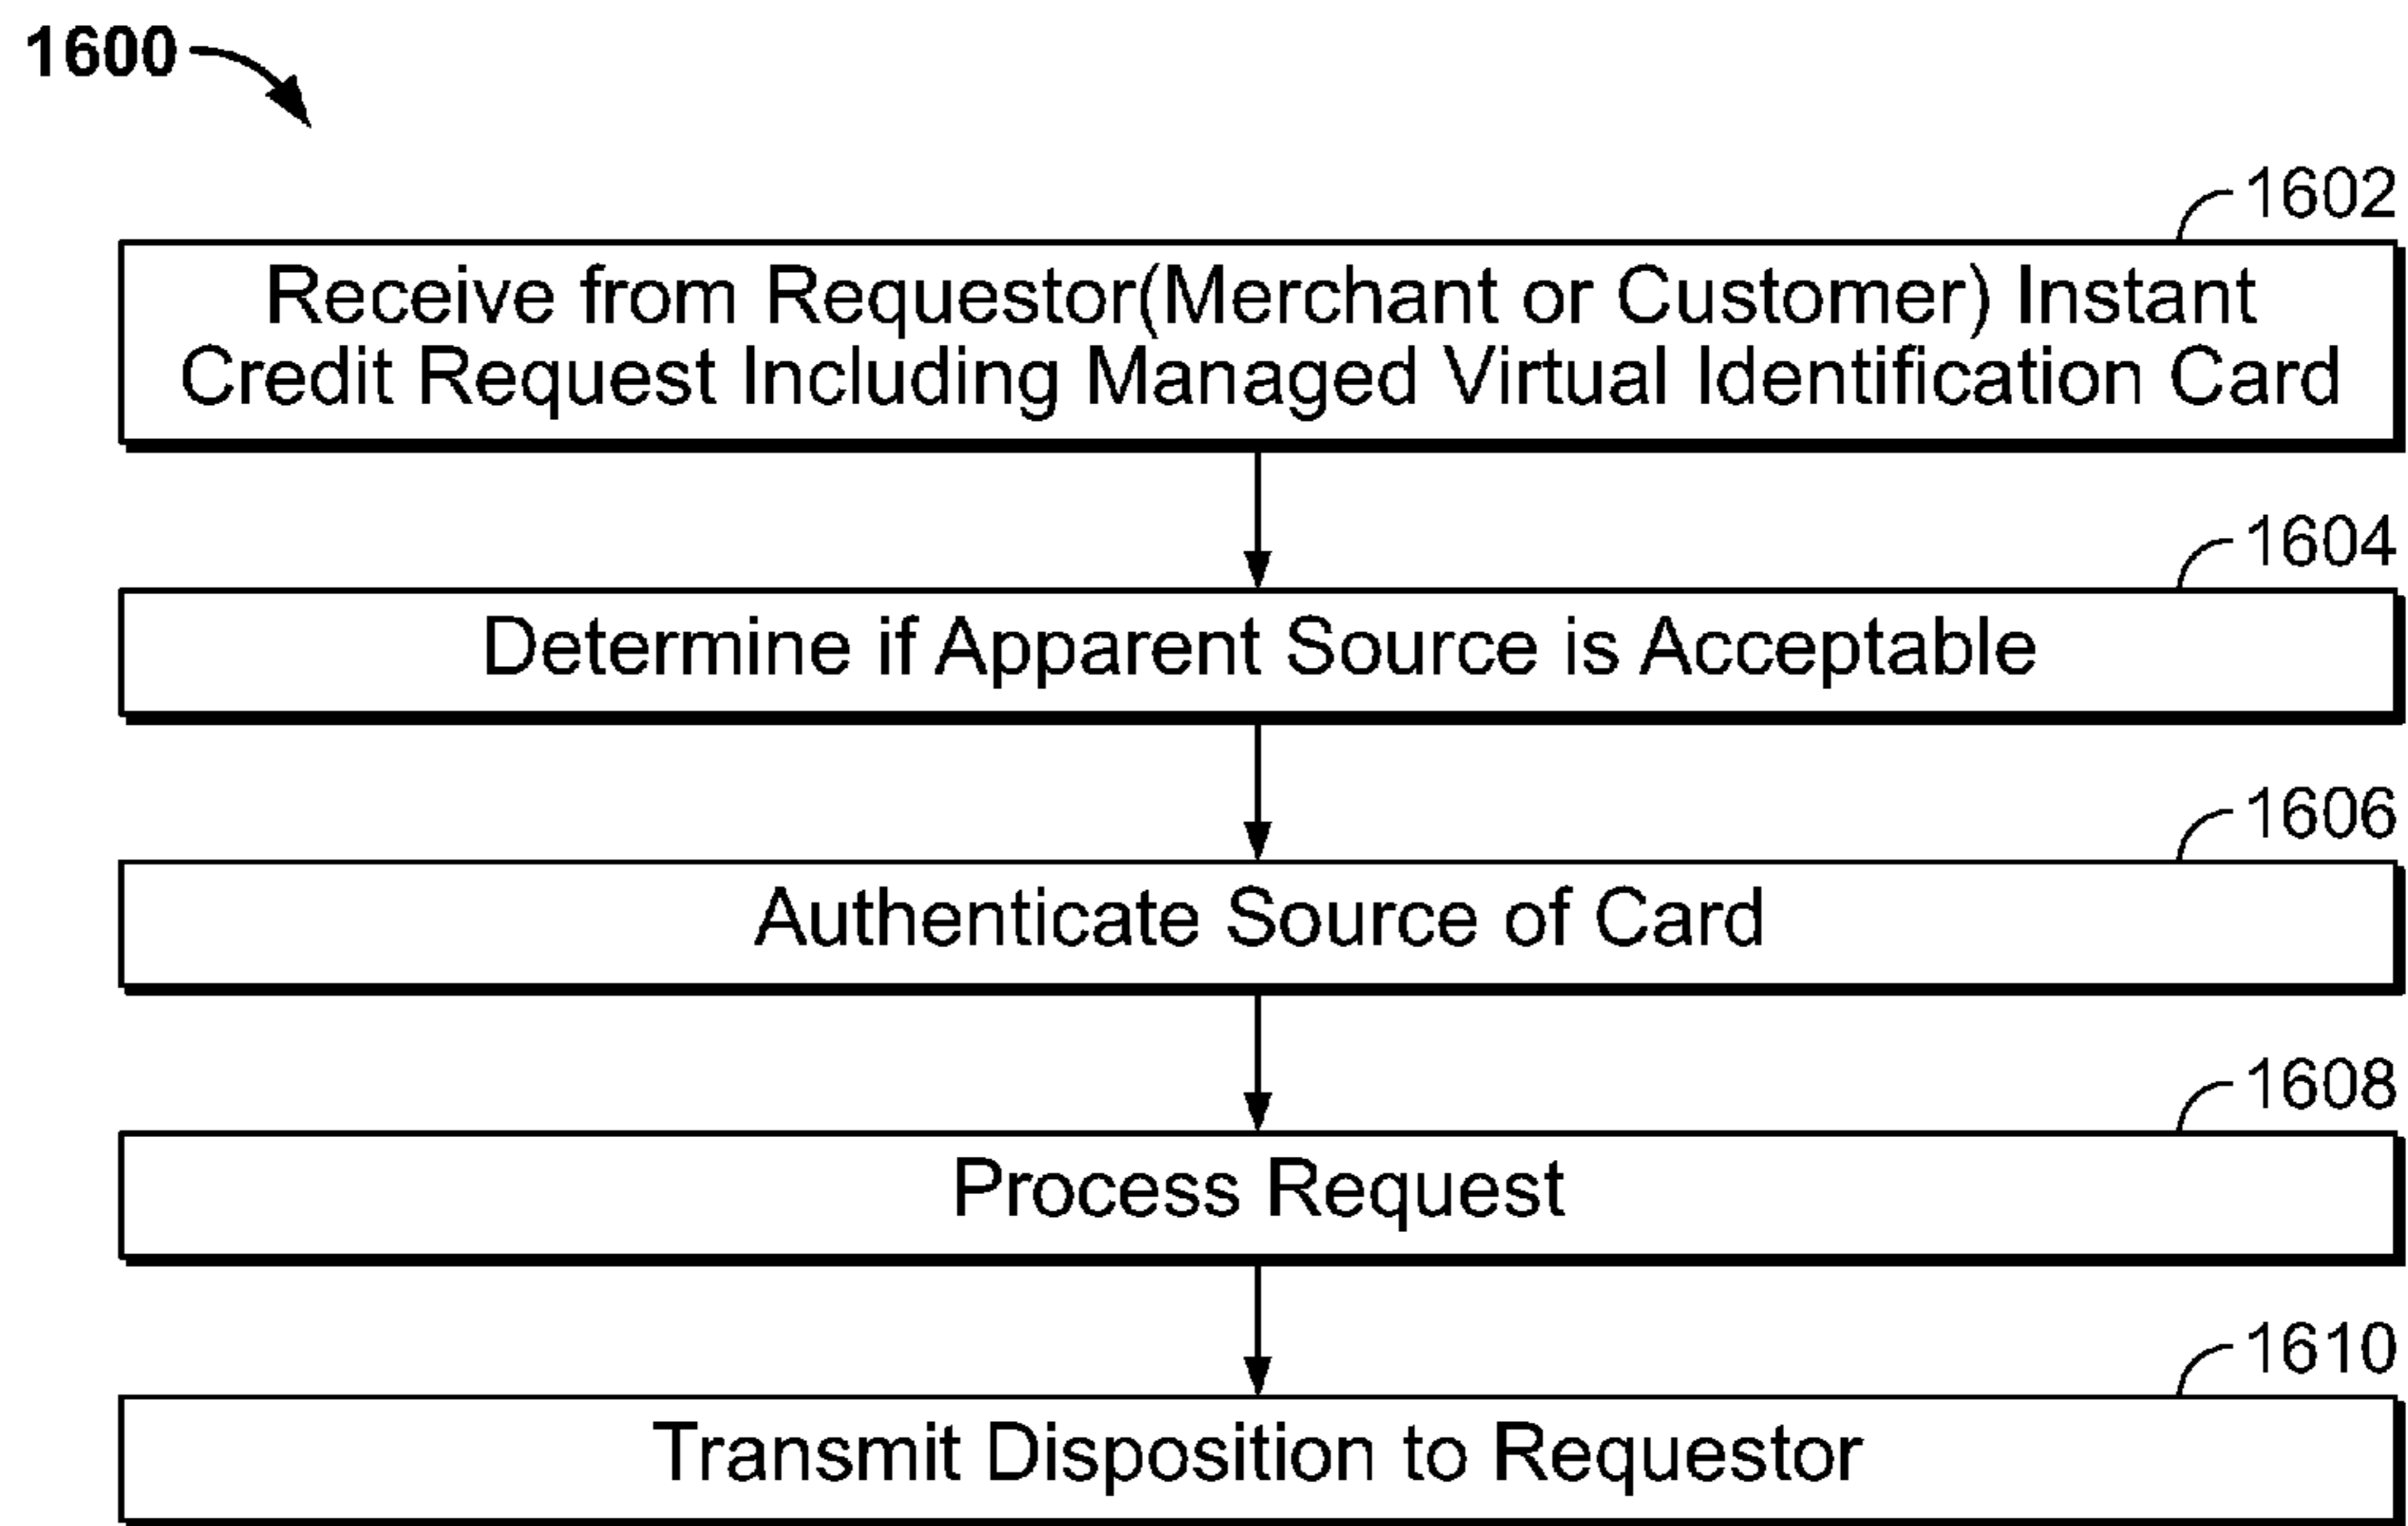 1600
1602
Receive from Requestor(Merchant or Customer) Instant
Credit Request Including Managed Virtual Identification Card
1604
Determine if Apparent Source is Acceptable
1606
Authenticate Source of Card
1608
Process Request
1610
Transmit Disposition to Requestor